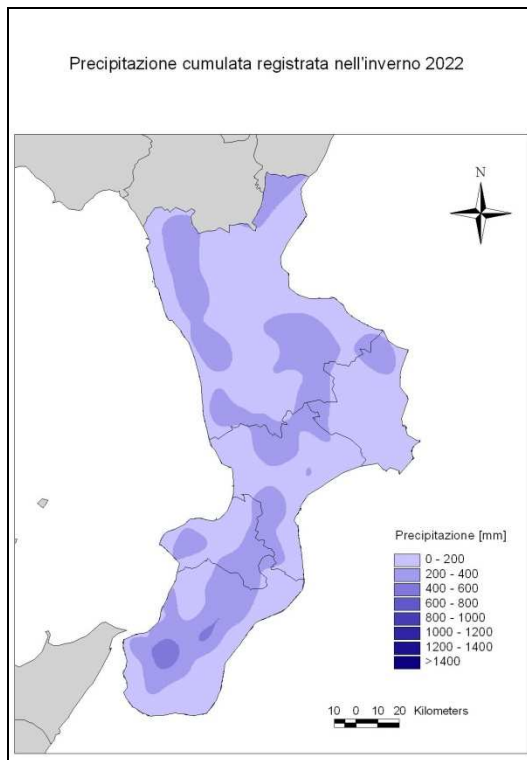 Precipitazione cumulata registrata nell'inverno 2022
N
Precipitazione [mm]
0 - 200
200 - 400
400 - 600
600 - 800
800 - 1000
1000 - 1200
1200 - 1400
>1400
10 0 10 20 Kilometers